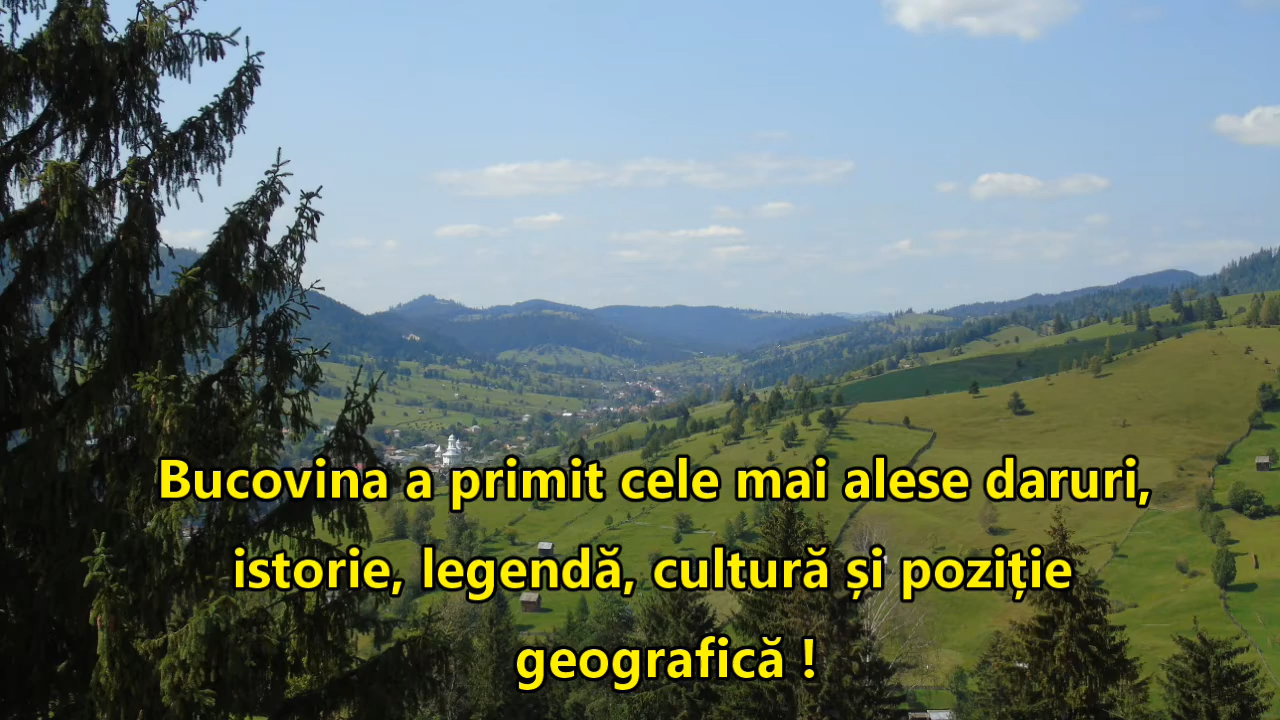 Bucovina a primit cele mai alese daruri,
istorie, legendă, cultură și poziție
geografică !